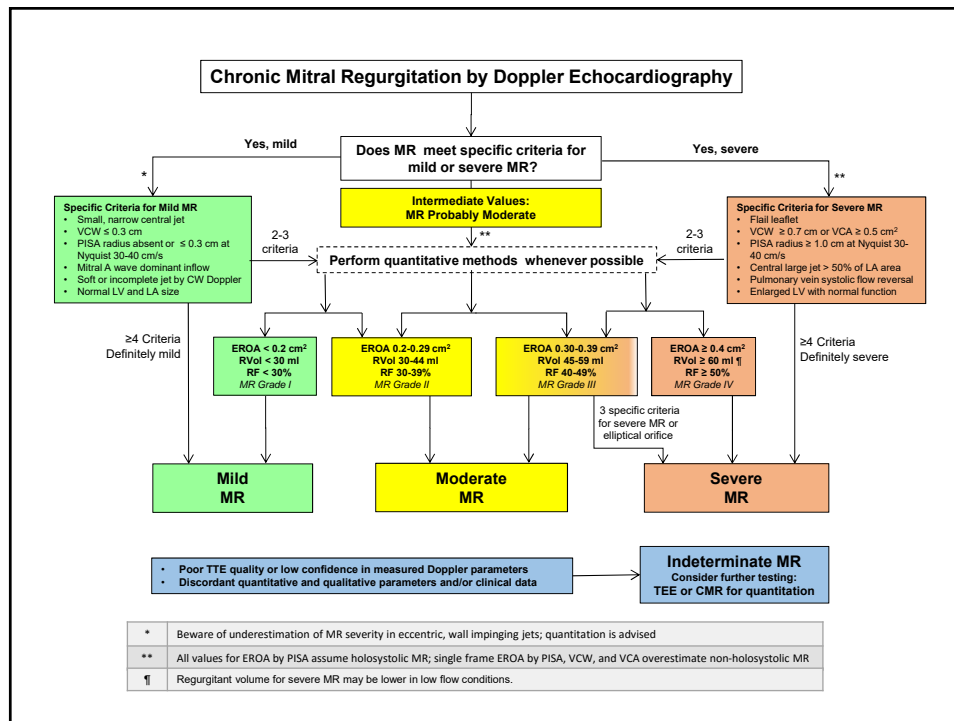 Chronic Mitral Regurgitation by Doppler Echocardiography
Yes, mild
Does MR meet specific criteria for
mild or severe MR?
Yes, severe
*
**
Intermediate Values:
MR Probably Moderate
**
Specific Criteria for Mild MR
• Small, narrow central jet
• VCW ≤ 0.3 cm
• PISA radius absent or ≤ 0.3 cm at
Nyquist 30-40 cm/s
• Mitral A wave dominant inflow
• Soft or incomplete jet by CW Doppler
• Normal LV and LA size
2-3
criteria
Perform quantitative methods whenever possible
2-3
criteria
Specific Criteria for Severe MR
• Flail leaflet
• VCW ≥ 0.7 cm or VCA ≥ 0.5 cm²
• PISA radius ≥ 1.0 cm at Nyquist 30-
40 cm/s
• Central large jet > 50% of LA area
• Pulmonary vein systolic flow reversal
• Enlarged LV with normal function
≥4 Criteria
Definitely mild
EROA < 0.2 cm²
RVol < 30 ml
RF < 30%
MR Grade I
EROA 0.2-0.29 cm²
RVol 30-44 ml
RF 30-39%
MR Grade II
EROA 0.30-0.39 cm²
RVol 45-59 ml
RF 40-49%
MR Grade III
EROA ≥ 0.4 cm²
RVol ≥ 60 ml ¶
RF ≥ 50%
MR Grade IV
≥4 Criteria
Definitely severe
3 specific criteria
for severe MR or
elliptical orifice
Mild
MR
Moderate
MR
Severe
MR
• Poor TTE quality or low confidence in measured Doppler parameters
• Discordant quantitative and qualitative parameters and/or clinical data
Indeterminate MR
Consider further testing:
TEE or CMR for quantitation
* Beware of underestimation of MR severity in eccentric, wall impinging jets; quantitation is advised
** All values for EROA by PISA assume holosystolic MR; single frame EROA by PISA, VCW, and VCA overestimate non-holosystolic MR
¶ Regurgitant volume for severe MR may be lower in low flow conditions.